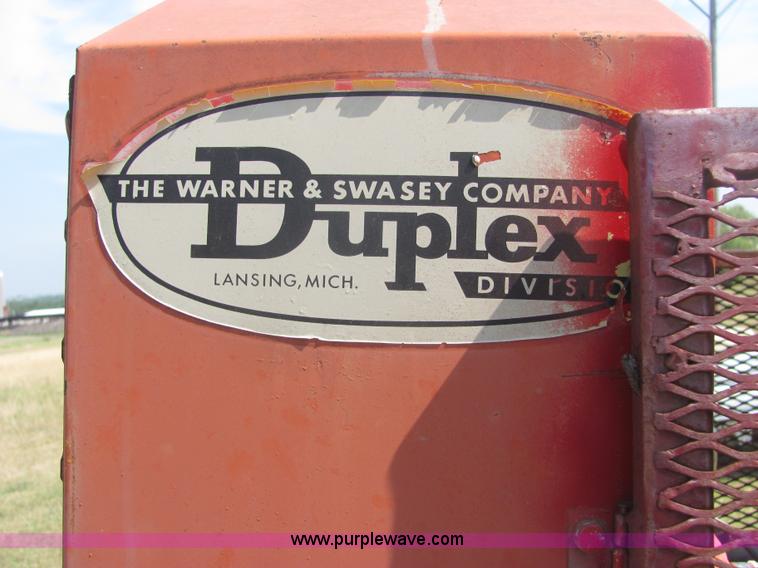 THE WARNER & SWASEY COMPANY
Duplex
LANSING, MICH.
DIVISIO
www.purplewave.com